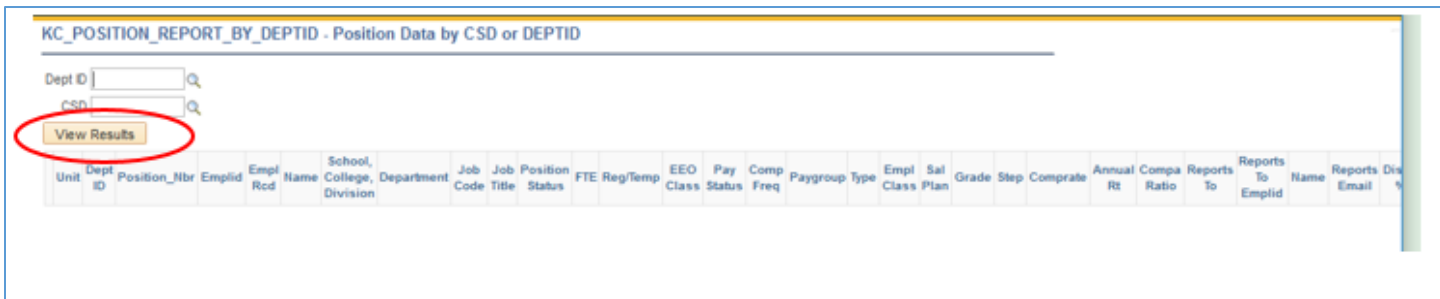 KC_POSITION_REPORT_BY_DEPTID - Position Data by CSD or DEPTID
Dept ID
CSD
View Results
Unit Dept ID Position_Nbr Emplid Empl Rcd Name School, College, Division Department Job Code Job Title Position Status FTE Reg/Temp EEO Class Pay Status Comp Freq Paygroup Type Empl Class Sal Plan Grade Step Comprate Annual Rt Compa Ratio Reports To Reports To Emplid Name Reports Email Dis